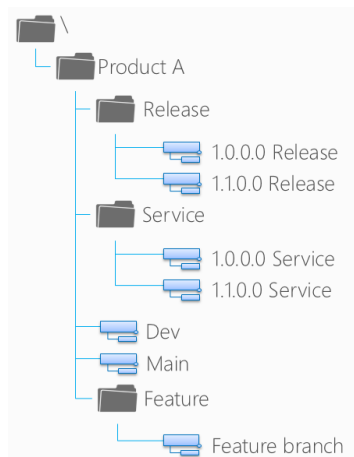 \
Product A
Release
1.0.0.0 Release
1.1.0.0 Release
Service
1.0.0.0 Service
1.1.0.0 Service
Dev
Main
Feature
Feature branch